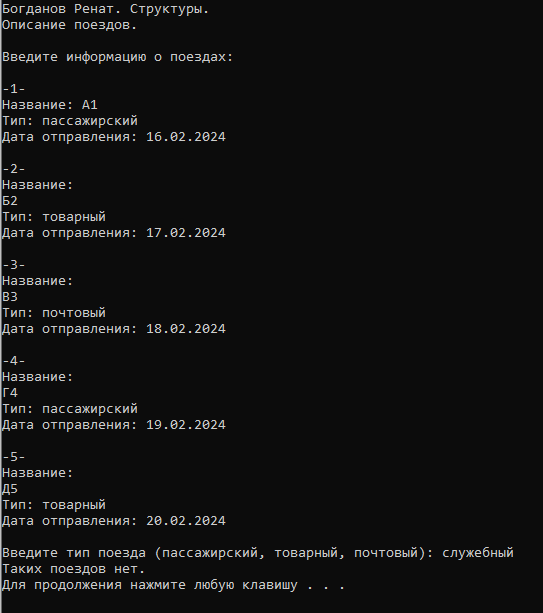 Богданов Ренат. Структуры.
Описание поездов.
Введите информацию о поездах:
-1-
Название: А1
Тип: пассажирский
Дата отправления: 16.02.2024
-2-
Название:
Б2
Тип: товарный
Дата отправления: 17.02.2024
-3-
Название:
В3
Тип: почтовый
Дата отправления: 18.02.2024
-4-
Название:
Г4
Тип: пассажирский
Дата отправления: 19.02.2024
-5-
Название:
Д5
Тип: товарный
Дата отправления: 20.02.2024
Введите тип поезда (пассажирский, товарный, почтовый): служебный
Таких поездов нет.
Для продолжения нажмите любую клавишу . . .